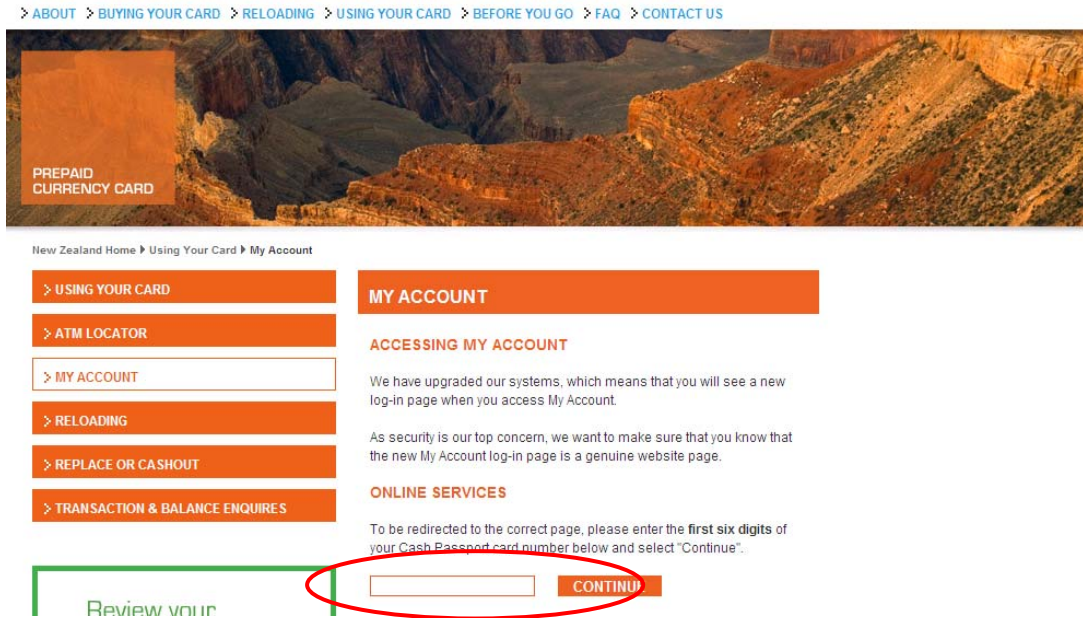 > ABOUT > BUYING YOUR CARD > RELOADING > USING YOUR CARD > BEFORE YOU GO > FAQ > CONTACT US
PREPAID
CURRENCY CARD
New Zealand Home ▶ Using Your Card ▶ My Account
> USING YOUR CARD
> ATM LOCATOR
> MY ACCOUNT
> RELOADING
> REPLACE OR CASHOUT
> TRANSACTION & BALANCE ENQUIRES
Review your
MY ACCOUNT
ACCESSING MY ACCOUNT
We have upgraded our systems, which means that you will see a new
log-in page when you access My Account.
As security is our top concern, we want to make sure that you know that
the new My Account log-in page is a genuine website page.
ONLINE SERVICES
To be redirected to the correct page, please enter the first six digits of
your Cash Passport card number below and select "Continue".
CONTINUE